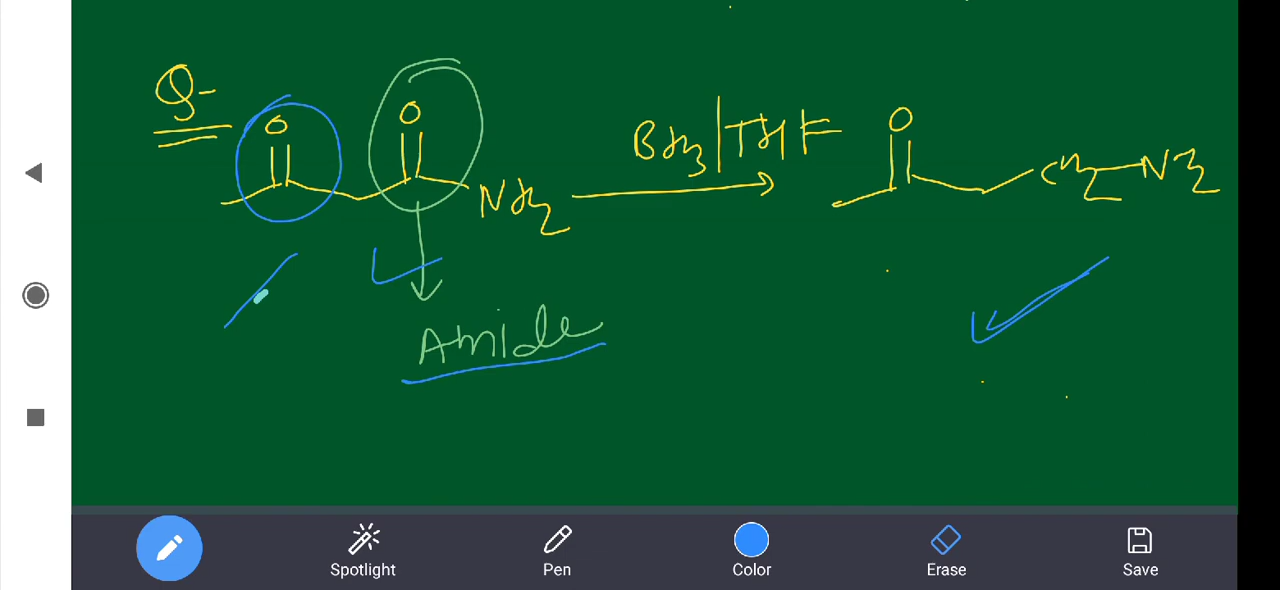 Q-
O O NH2 BH3/THF O CH2-NH2
Amide
Spotlight Pen Color Erase Save